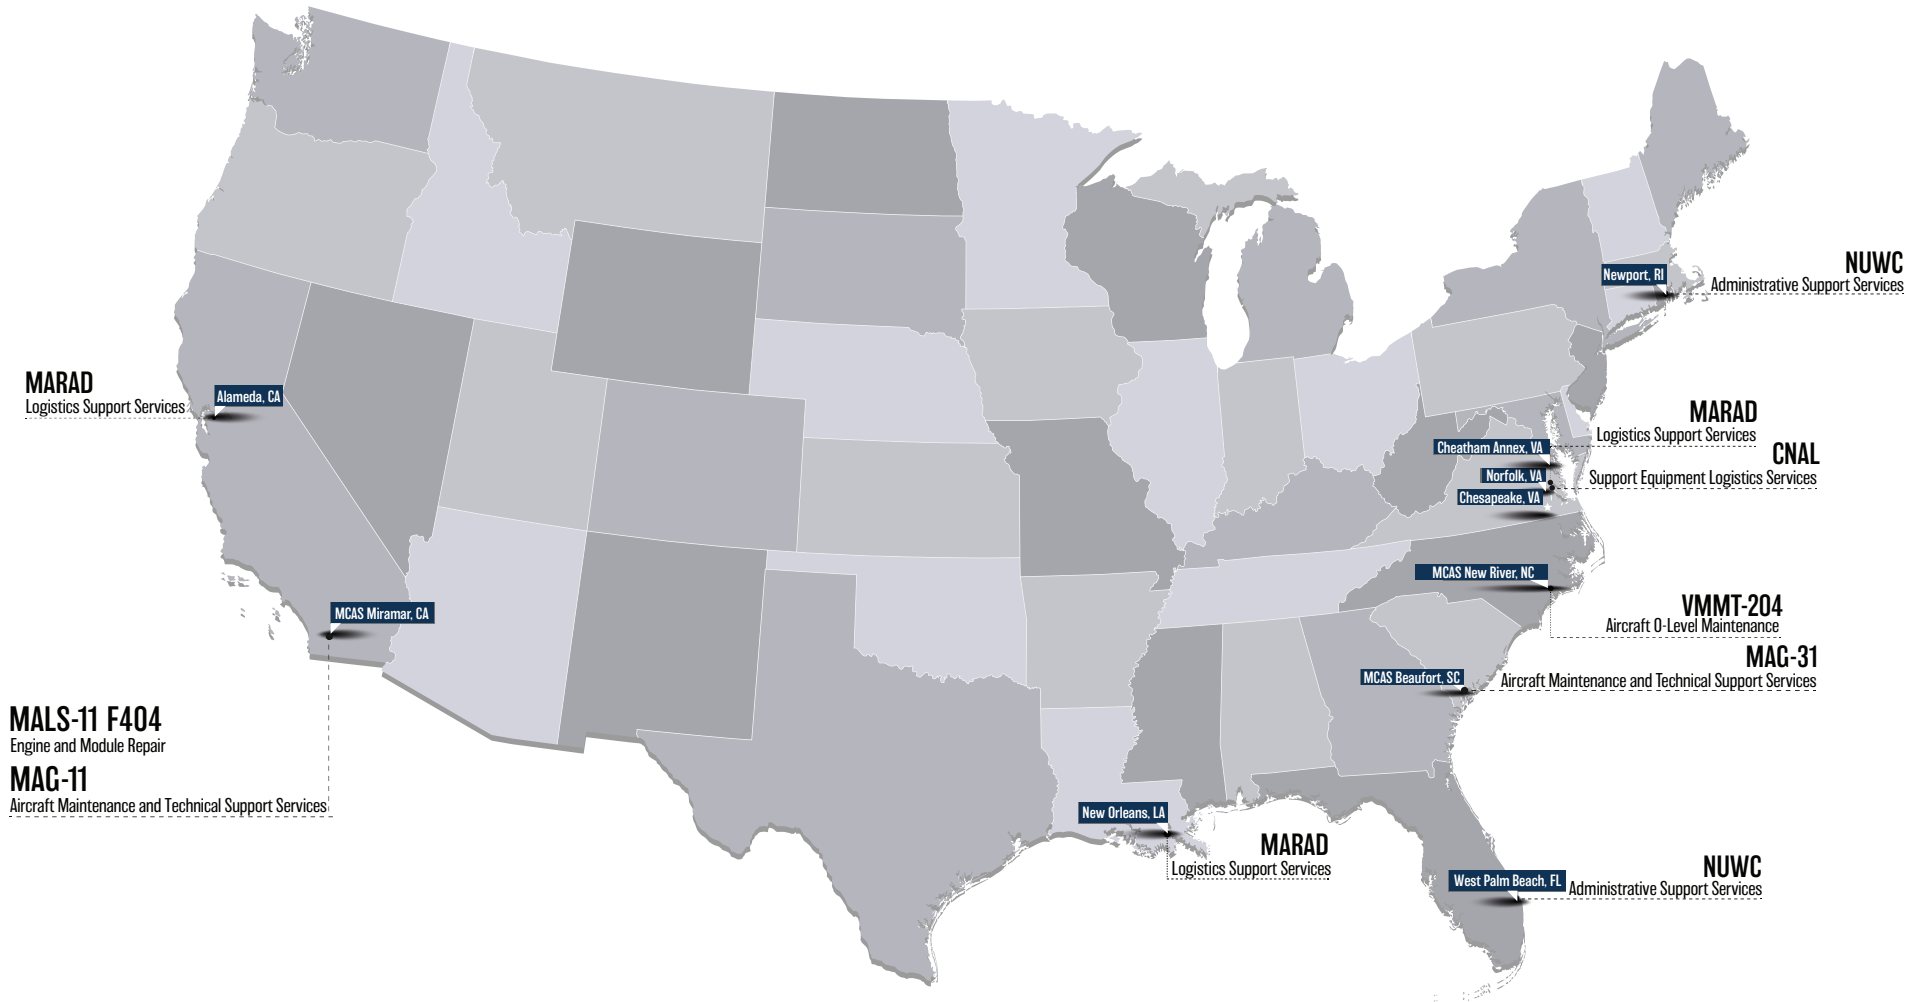 NUWC
Newport, RI
Administrative Support Services
MARAD
Alameda, CA
Logistics Support Services
MARAD
Logistics Support Services
Cheatham Annex, VA
CNAL
Norfolk, VA
Support Equipment Logistics Services
Chesapeake, VA
MCAS New River, NC
VMMT-204
Aircraft O-Level Maintenance
MCAS Miramar, CA
MAG-31
MCAS Beaufort, SC
Aircraft Maintenance and Technical Support Services
MALS-11 F404
Engine and Module Repair
MAG-11
Aircraft Maintenance and Technical Support Services
New Orleans, LA
MARAD
Logistics Support Services
NUWC
West Palm Beach, FL
Administrative Support Services